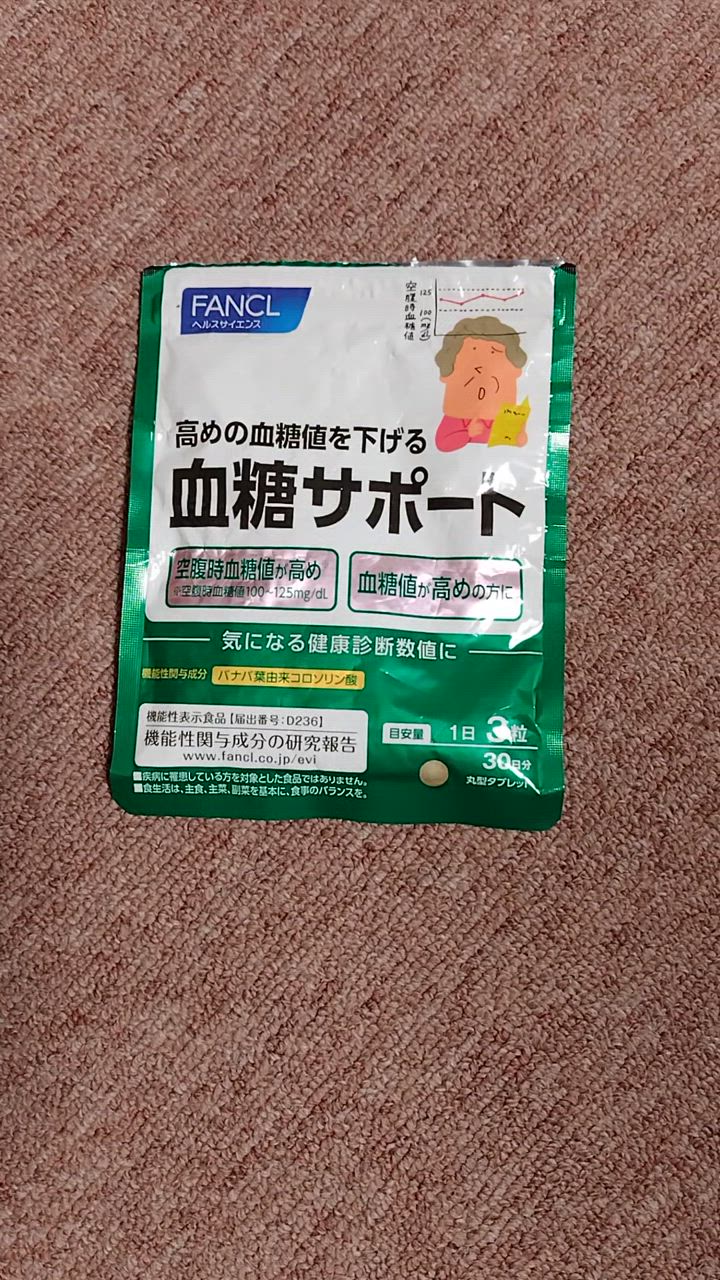 FANCL
ヘルスサイエンス
空腹時血糖値
125
100
(mg/dL)
高めの血糖値を下げる
血糖サポート
空腹時血糖値が高め
※空腹時血糖値100~125mg/dL
血糖値が高めの方に
気になる健康診断数値に
機能性関与成分 バナバ葉由来コロソリン酸
機能性表示食品【届出番号:D236】
機能性関与成分の研究報告
www.fancl.co.jp/evi
目安量 1日 3粒
30日分
丸型タブレット
■疾病に罹患している方を対象とした食品ではありません。
■食生活は、主食、主菜、副菜を基本に、食事のバランスを。